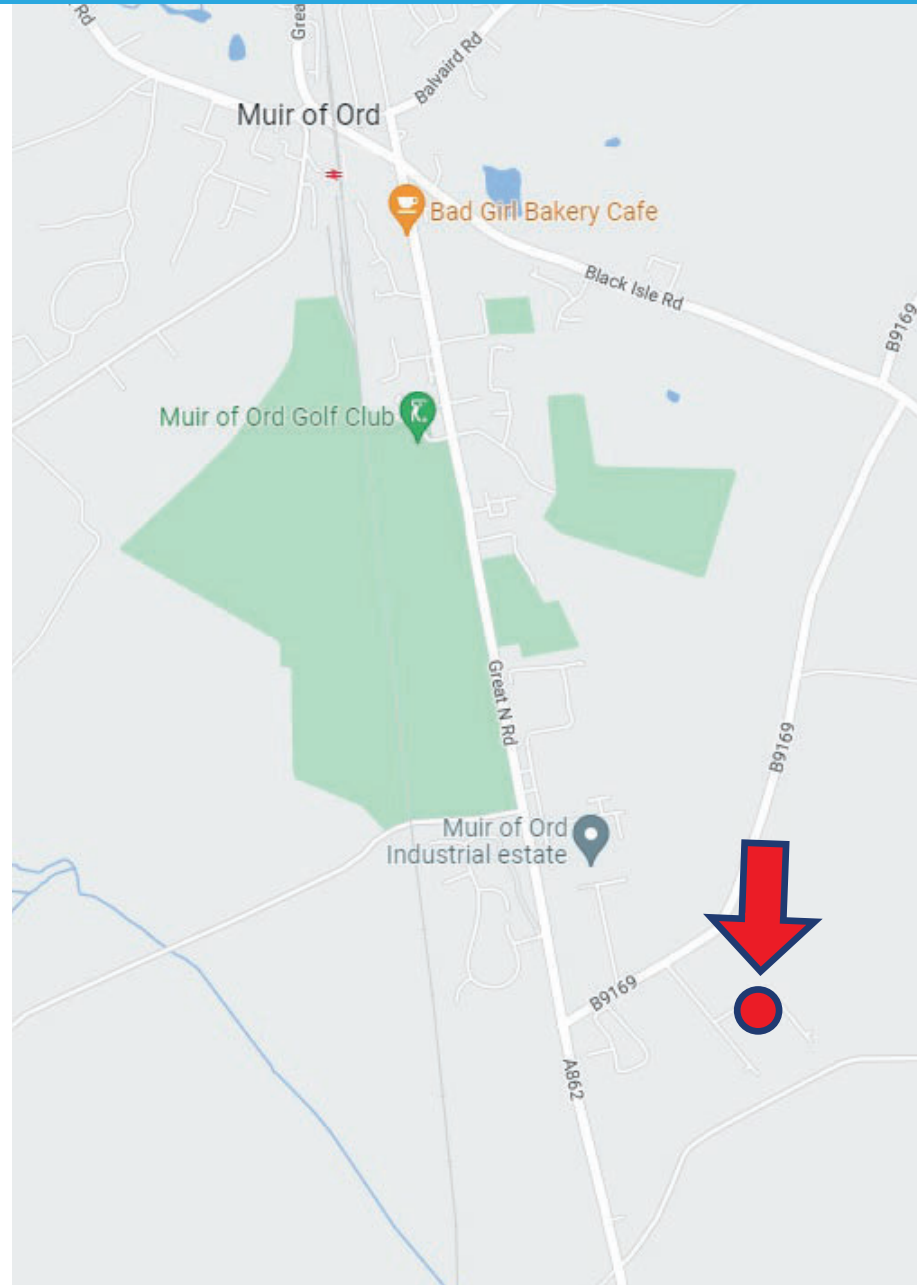 Rd
Grea
Balvaird Rd
Muir of Ord
Bad Girl Bakery Cafe
Black Isle Rd
B9169
Muir of Ord Golf Club
Great N Rd
B9169
Muir of Ord
Industrial estate
B9169
A862